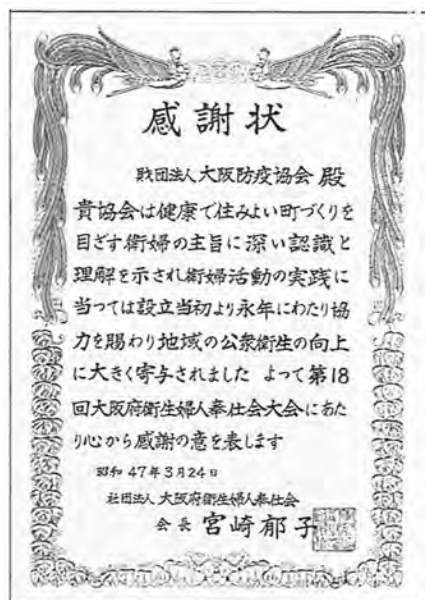 感謝状
財団法人大阪防疫協会 殿
貴協会は健康で住みよい町づくりを
目ざす衛婦の主旨に深い認識と
理解を示され衛婦活動の実践に
当っては設立当初より永年にわたり協
力を賜わり地域の公衆衛生の向上
に大きく寄与されました よって第18
回大阪府衛生婦人奉仕会大会にあた
り心から感謝の意を表します
昭和47年3月24日
社団法人 大阪府衛生婦人奉仕会
会長 宮崎郁子